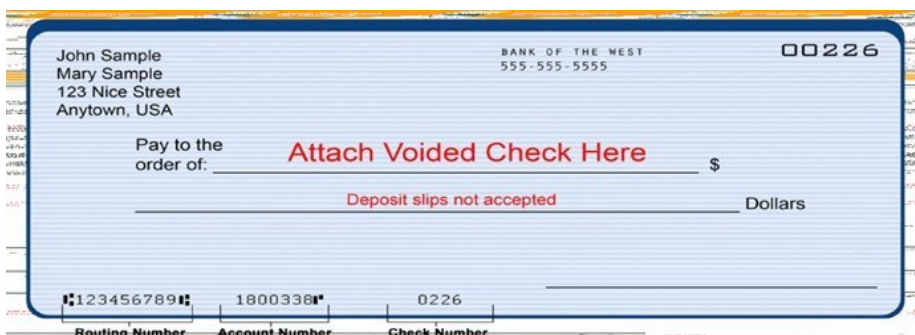 John Sample
Mary Sample
123 Nice Street
Anytown, USA
BANK OF THE WEST
555-555-5555
00226
Pay to the
order of:
Attach Voided Check Here
$
Deposit slips not accepted
Dollars
⑆123456789⑆ 1800338⑈ 0226
Routing Number Account Number Check Number